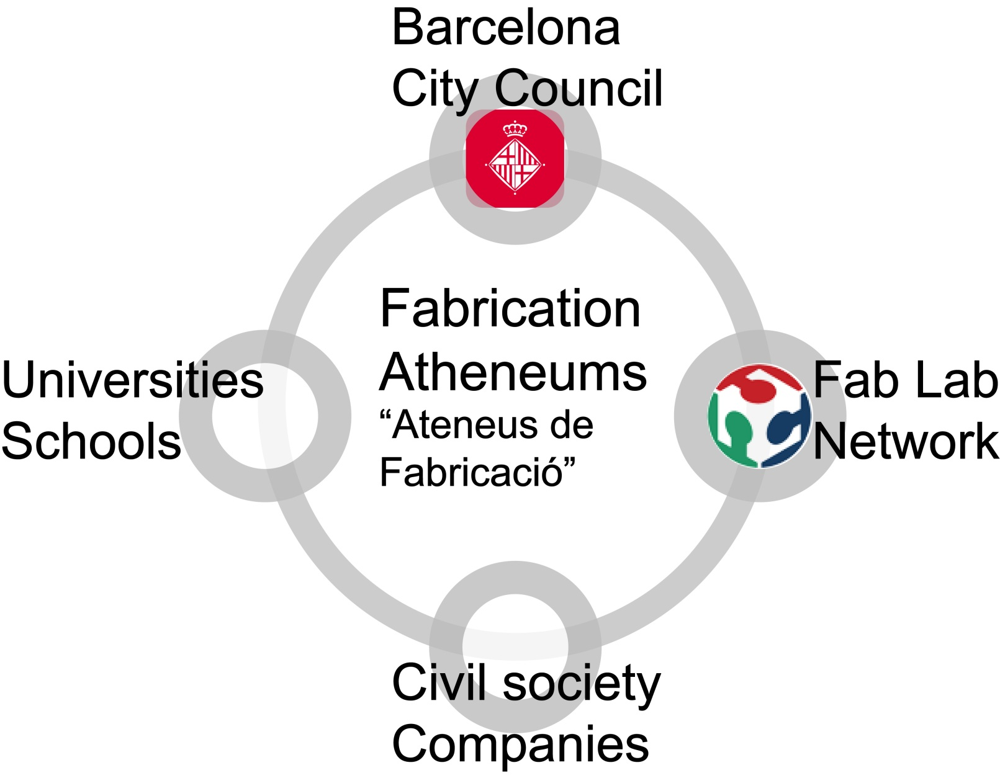 Barcelona
City Council
Fabrication
Atheneums
“Ateneus de
Fabricació”
Universities
Schools
Fab Lab
Network
Civil society
Companies